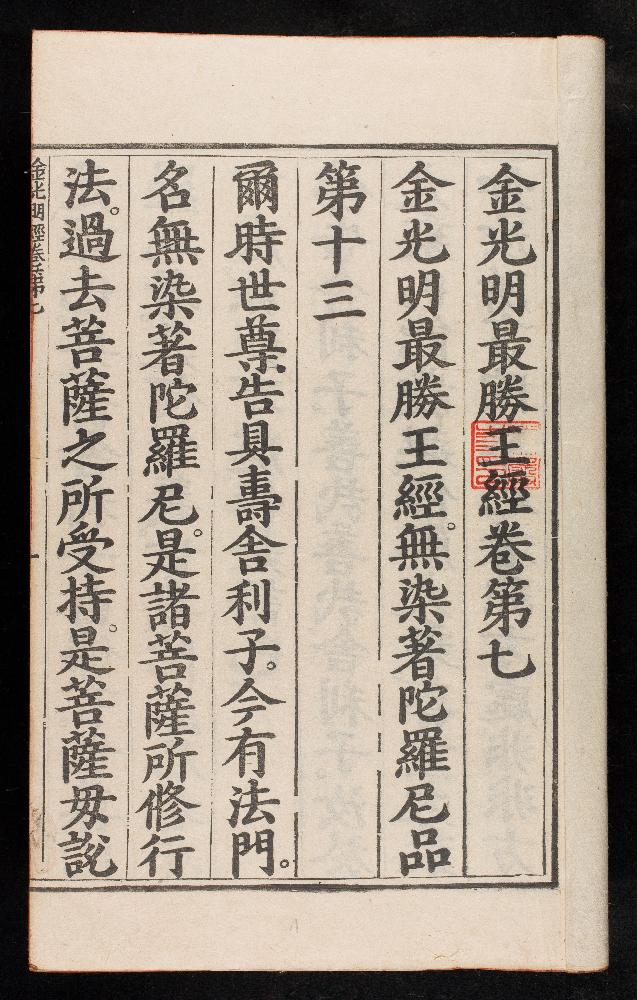 金光明最勝王經卷第七
金光明最勝王經。無染著陀羅尼品
第十三
爾時世尊告具壽舍利子。今有法門。
名無染著陀羅尼。是諸菩薩所修行
法。過去菩薩之所受持。是菩薩毋說
金光明經卷第七